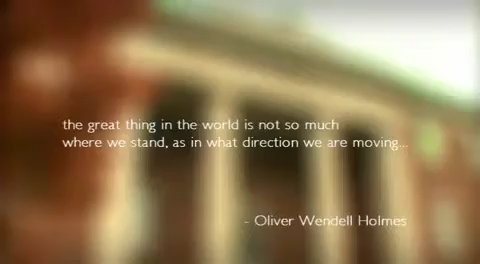 the great thing in the world is not so much
where we stand, as in what direction we are moving...
- Oliver Wendell Holmes